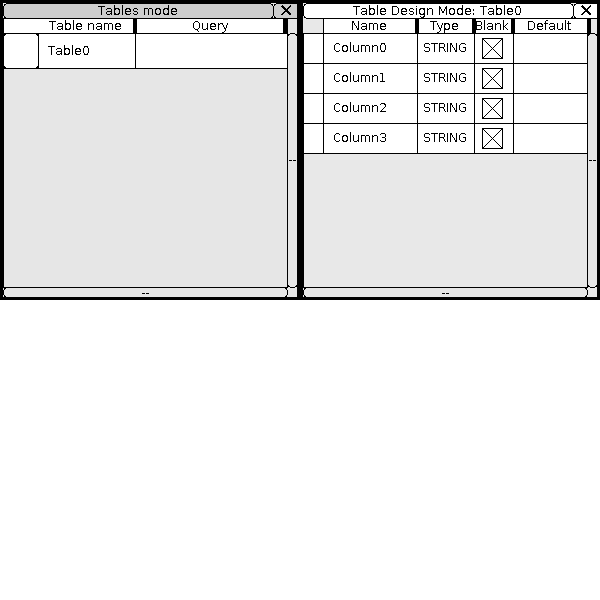 Tables mode
Table name Query
Table0
--
--
Table Design Mode: Table0
Name Type Blank Default
Column0 STRING
Column1 STRING
Column2 STRING
Column3 STRING
--
--